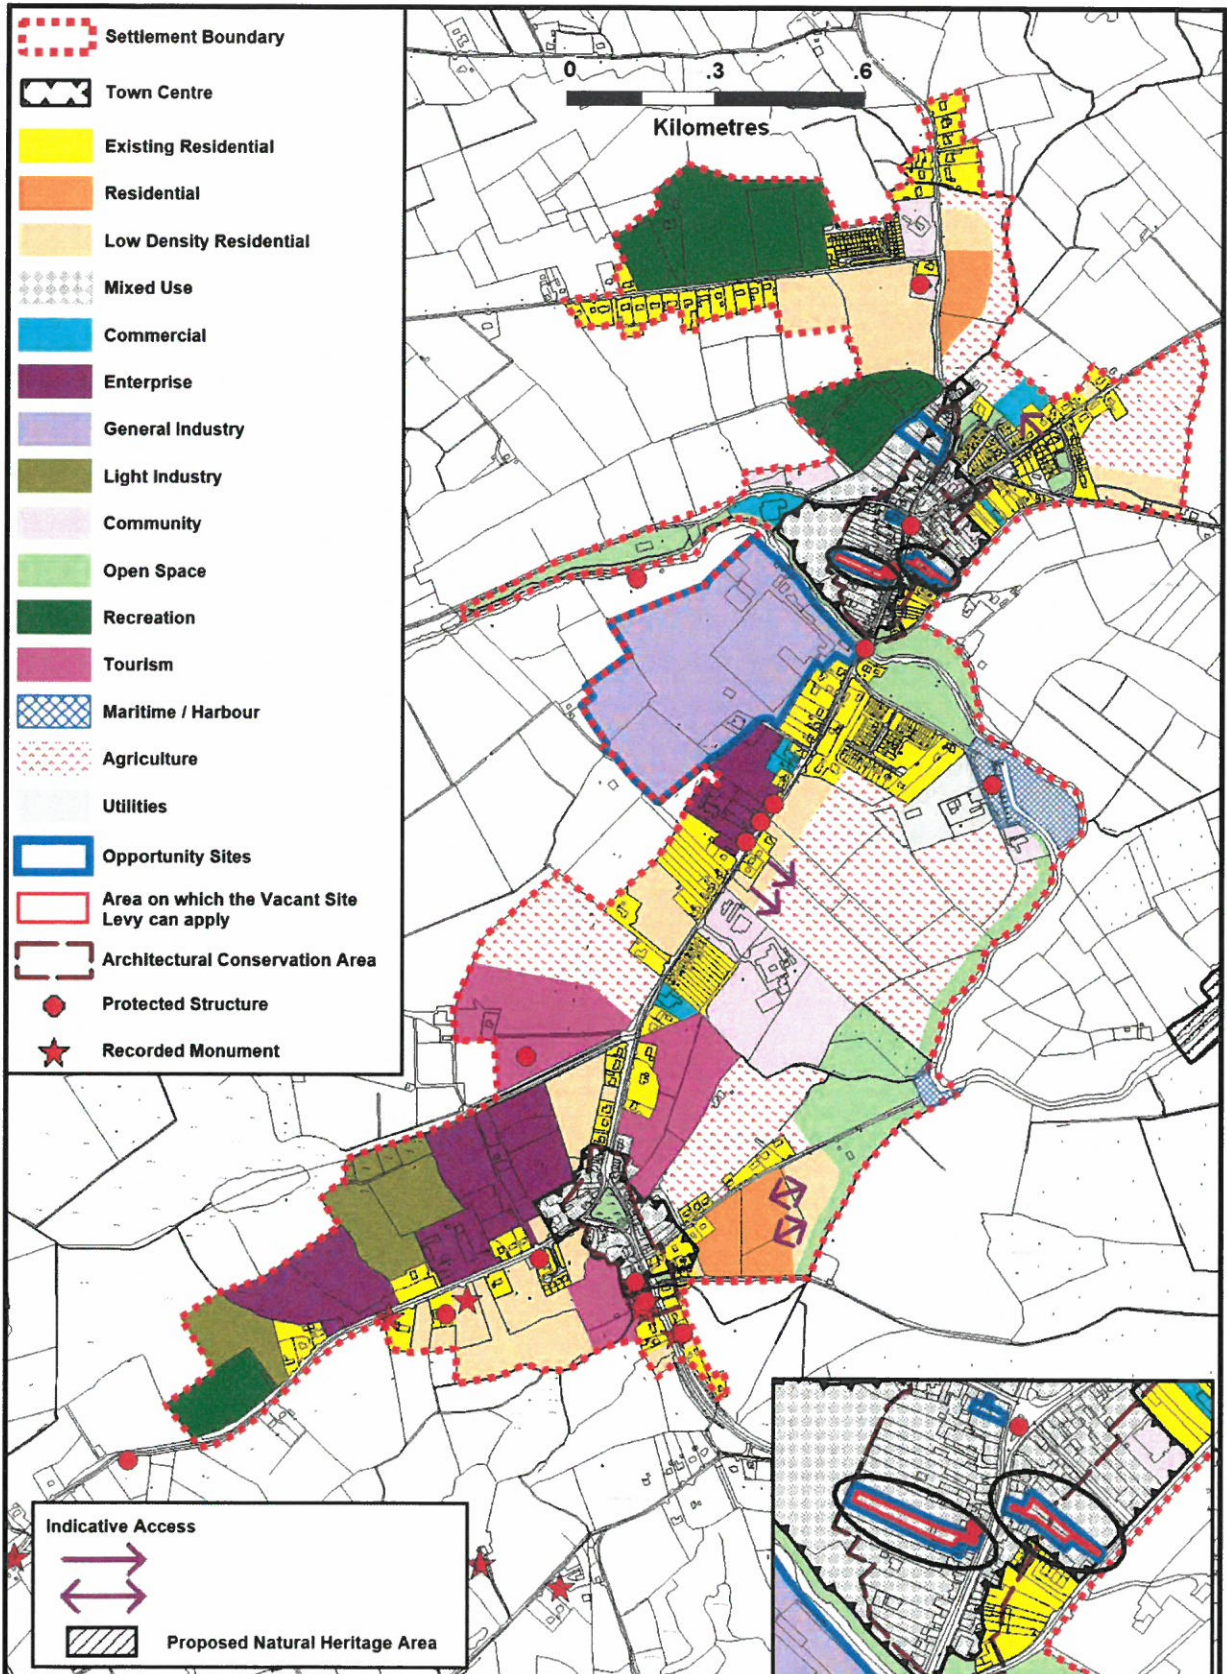 Settlement Boundary
Town Centre
Existing Residential
Residential
Low Density Residential
Mixed Use
Commercial
Enterprise
General Industry
Light Industry
Community
Open Space
Recreation
Tourism
Maritime / Harbour
Agriculture
Utilities
Opportunity Sites
Area on which the Vacant Site
Levy can apply
Architectural Conservation Area
Protected Structure
Recorded Monument
0 .3 .6
Kilometres
Indicative Access
Proposed Natural Heritage Area